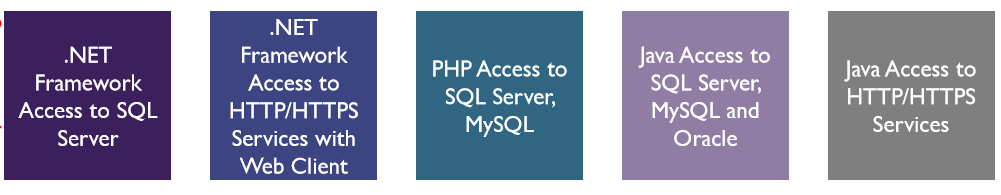 .NET
Framework
Access to SQL
Server
.NET
Framework
Access to
HTTP/HTTPS
Services with
Web Client
PHP Access to
SQL Server,
MySQL
Java Access to
SQL Server,
MySQL and
Oracle
Java Access to
HTTP/HTTPS
Services